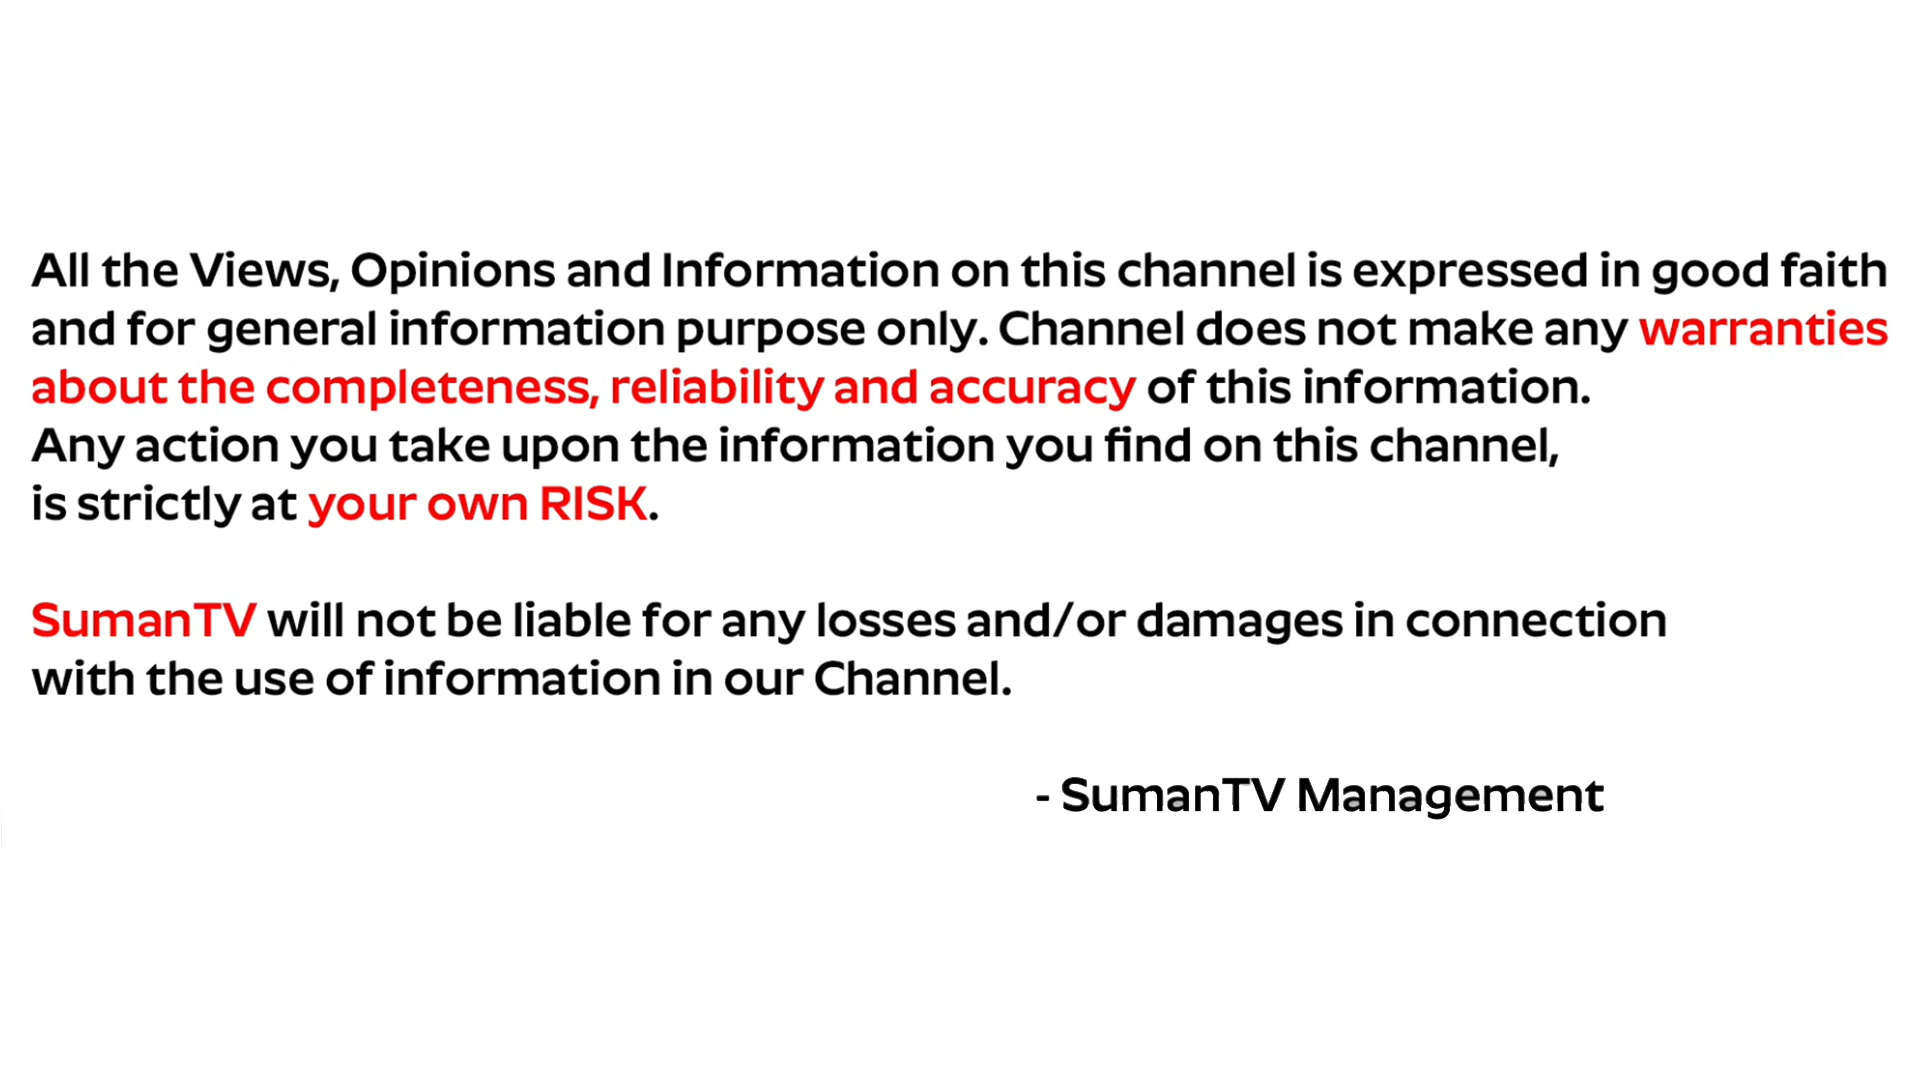 All the Views, Opinions and Information on this channel is expressed in good faith
and for general information purpose only. Channel does not make any warranties
about the completeness, reliability and accuracy of this information.
Any action you take upon the information you find on this channel,
is strictly at your own RISK.
SumanTV will not be liable for any losses and/or damages in connection
with the use of information in our Channel.
- SumanTV Management